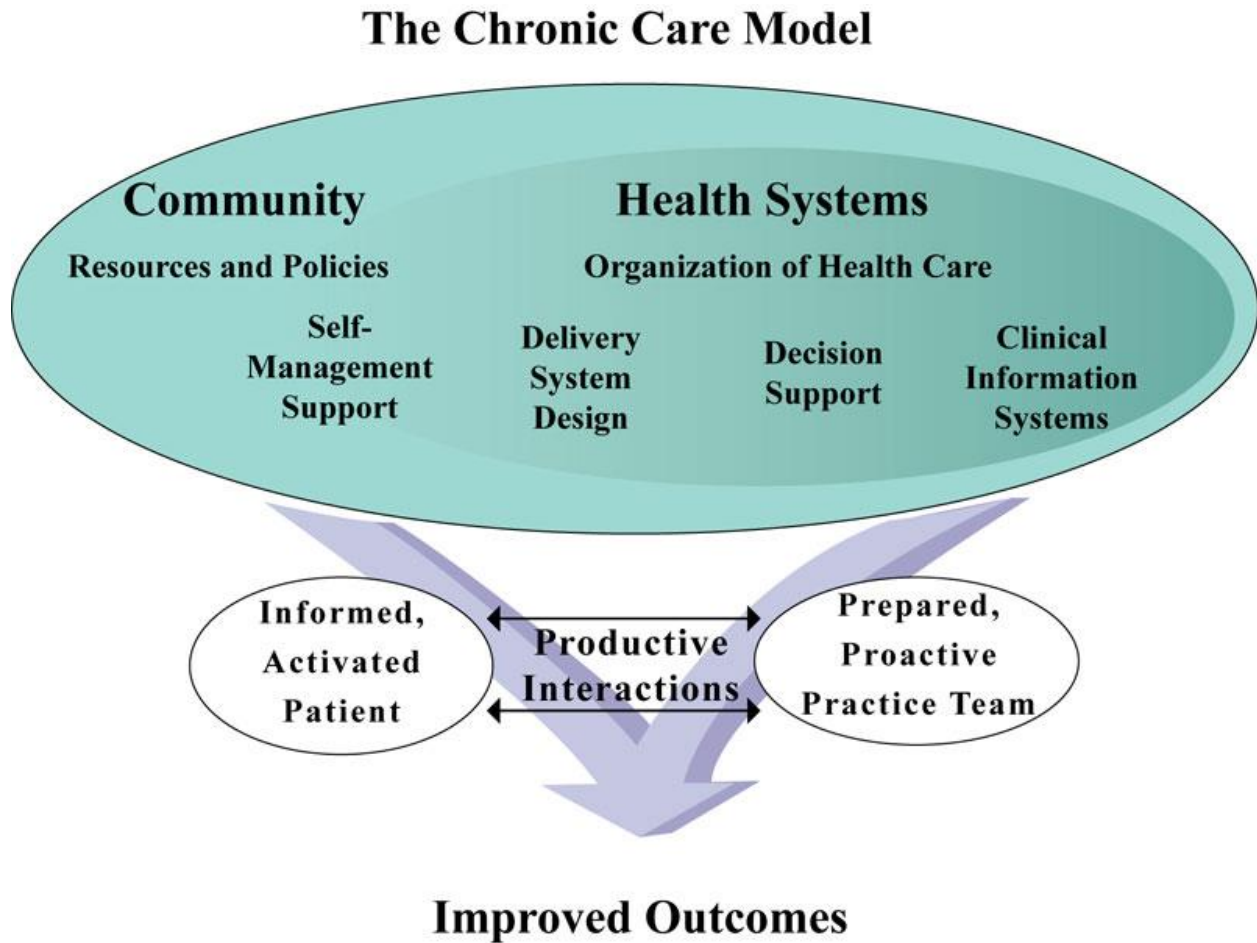 The Chronic Care Model
Community
Health Systems
Resources and Policies
Organization of Health Care
Self-
Management
Support
Delivery
System
Design
Decision
Support
Clinical
Information
Systems
Informed,
Activated
Patient
Productive
Interactions
Prepared,
Proactive
Practice Team
Improved Outcomes